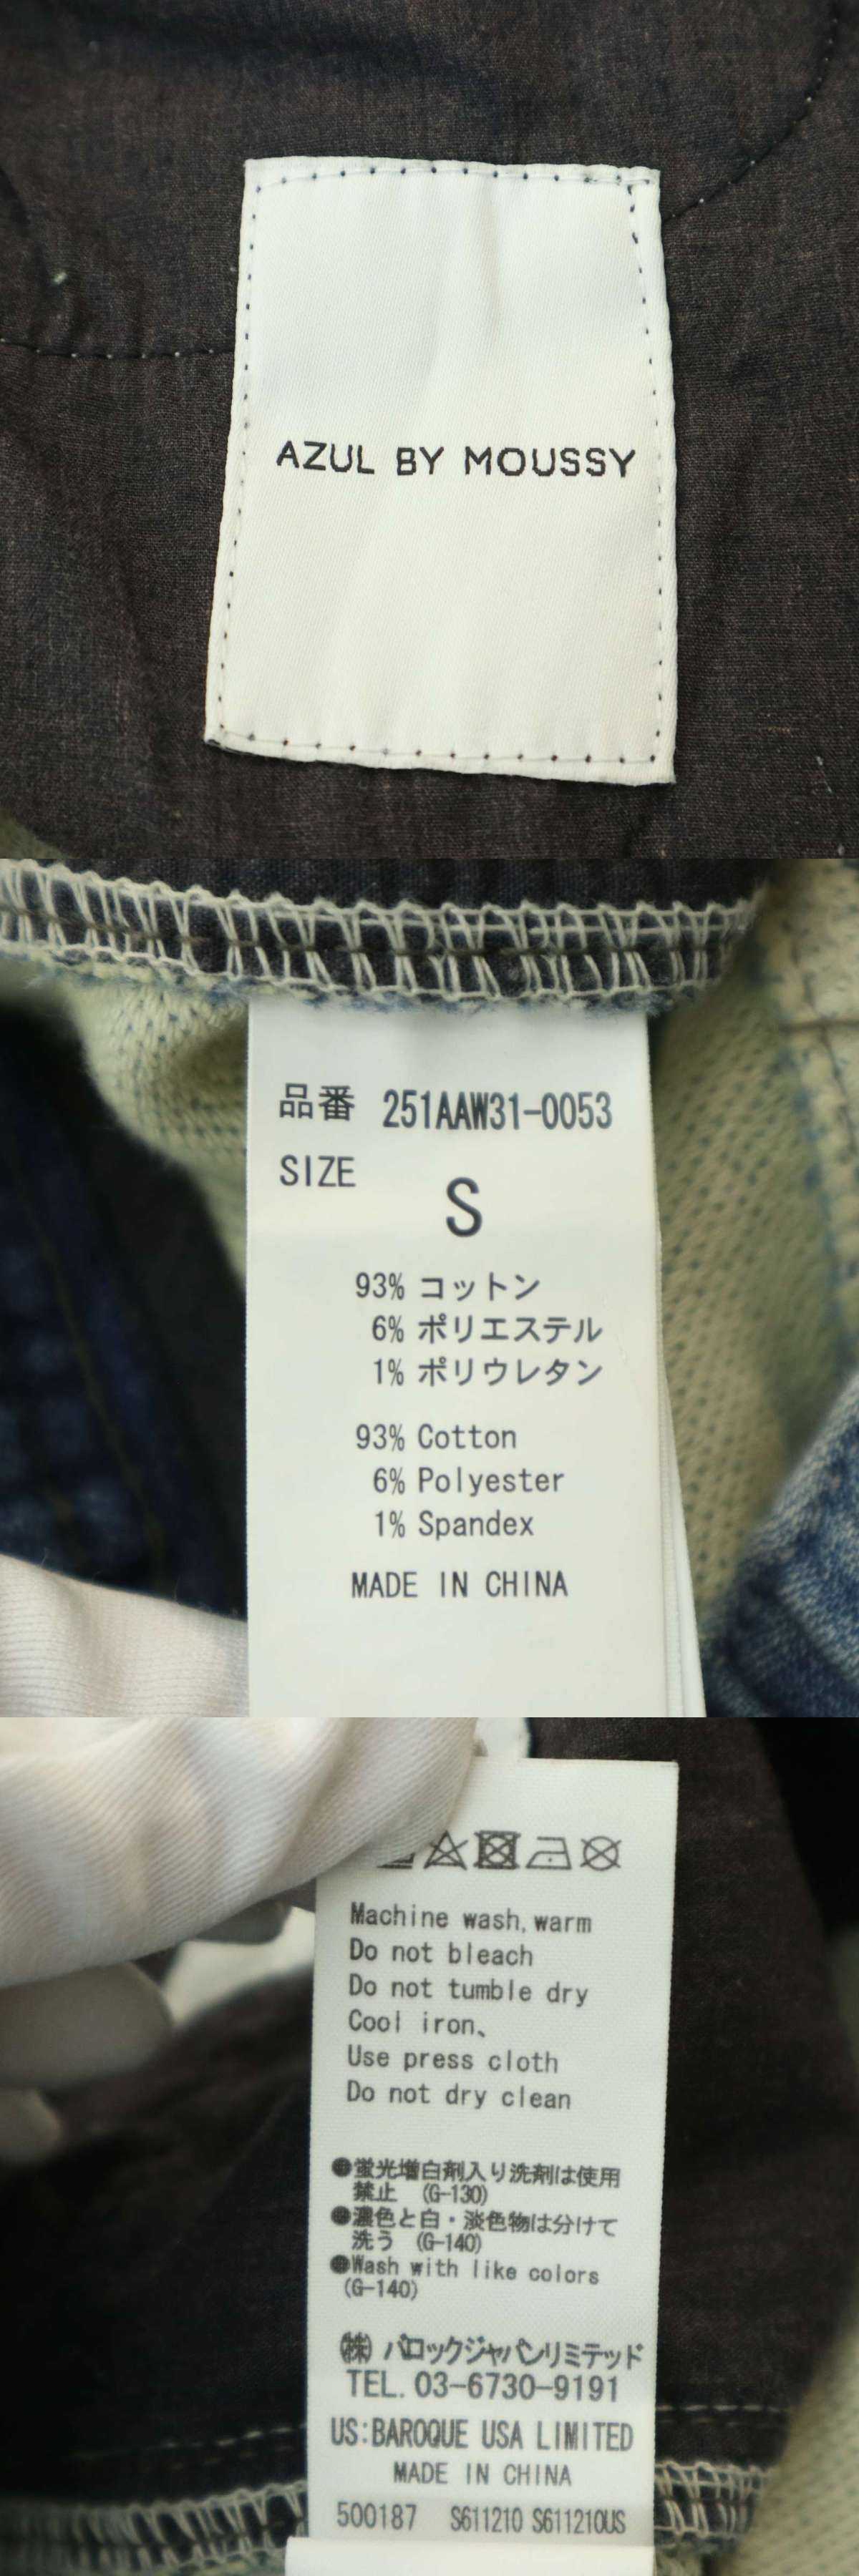 AZUL BY MOUSSY
品番 251AAW31-0053
SIZE
S
93% コットン
6% ポリエステル
1% ポリウレタン
93% Cotton
6% Polyester
1% Spandex
MADE IN CHINA
Machine wash,warm
Do not bleach
Do not tumble dry
Cool iron、
Use press cloth
Do not dry clean
●蛍光増白剤入り洗剤は使用
禁止 (G-130)
●濃色と白・淡色物は分けて
洗う (G-140)
●Wash with like colors
(G-140)
㈱ バロックジャパンリミテッド
TEL.03-6730-9191
US:BAROQUE USA LIMITED
MADE IN CHINA
500187 S611210 S611210US